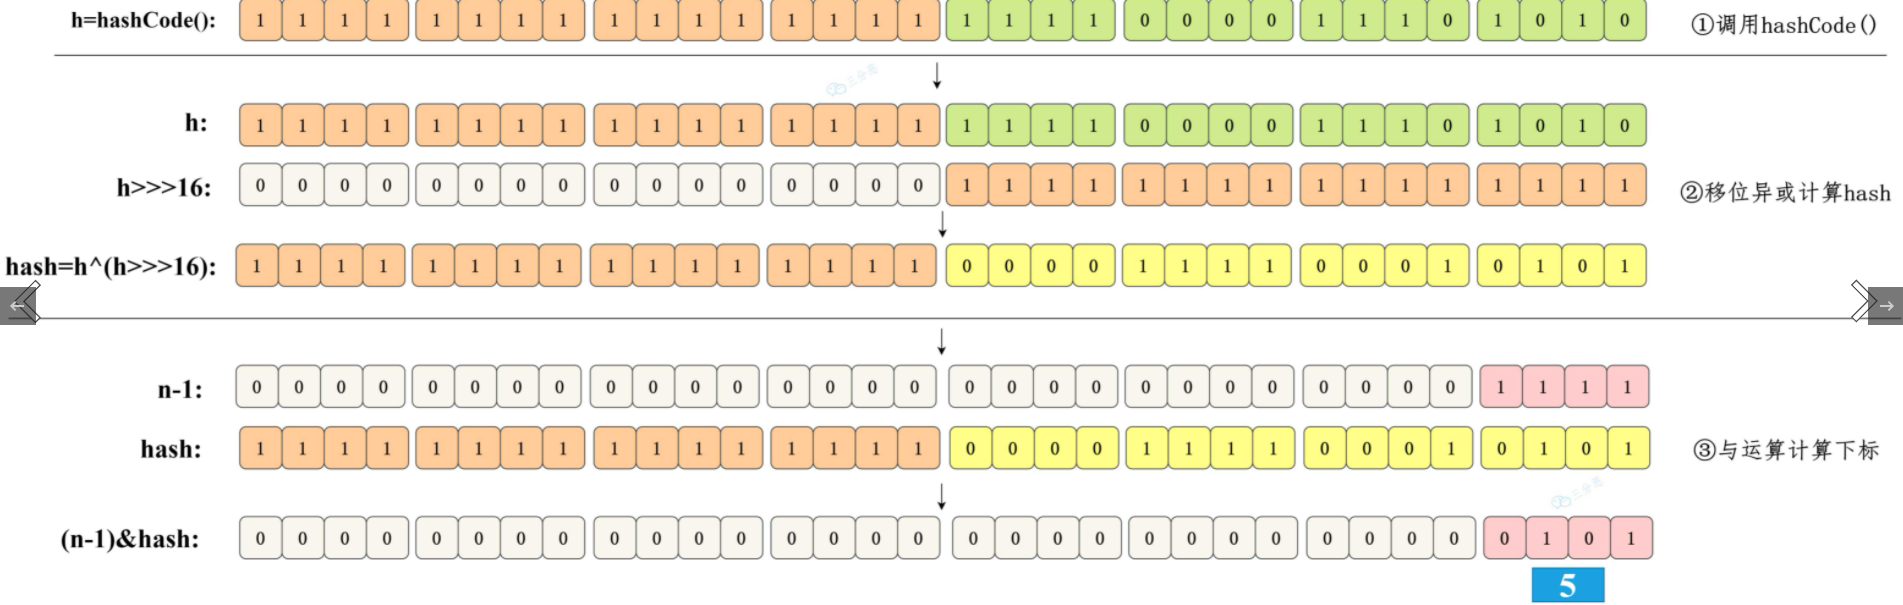 h=hashCode(): 1 1 1 1 1 1 1 1 1 1 1 1 1 1 1 1 1 1 1 1 0 0 0 0 1 1 1 0 1 0 1 0 ①调用hashCode()
三分恶
h: 1 1 1 1 1 1 1 1 1 1 1 1 1 1 1 1 1 1 1 1 0 0 0 0 1 1 1 0 1 0 1 0
h>>>16: 0 0 0 0 0 0 0 0 0 0 0 0 0 0 0 0 1 1 1 1 1 1 1 1 1 1 1 1 1 1 1 1 ②移位异或计算hash
hash=h^(h>>>16): 1 1 1 1 1 1 1 1 1 1 1 1 1 1 1 1 0 0 0 0 1 1 1 1 0 0 0 1 0 1 0 1
n-1: 0 0 0 0 0 0 0 0 0 0 0 0 0 0 0 0 0 0 0 0 0 0 0 0 0 0 0 0 1 1 1 1
hash: 1 1 1 1 1 1 1 1 1 1 1 1 1 1 1 1 0 0 0 0 1 1 1 1 0 0 0 1 0 1 0 1 ③与运算计算下标
三分恶
(n-1)&hash: 0 0 0 0 0 0 0 0 0 0 0 0 0 0 0 0 0 0 0 0 0 0 0 0 0 0 0 0 0 1 0 1
5